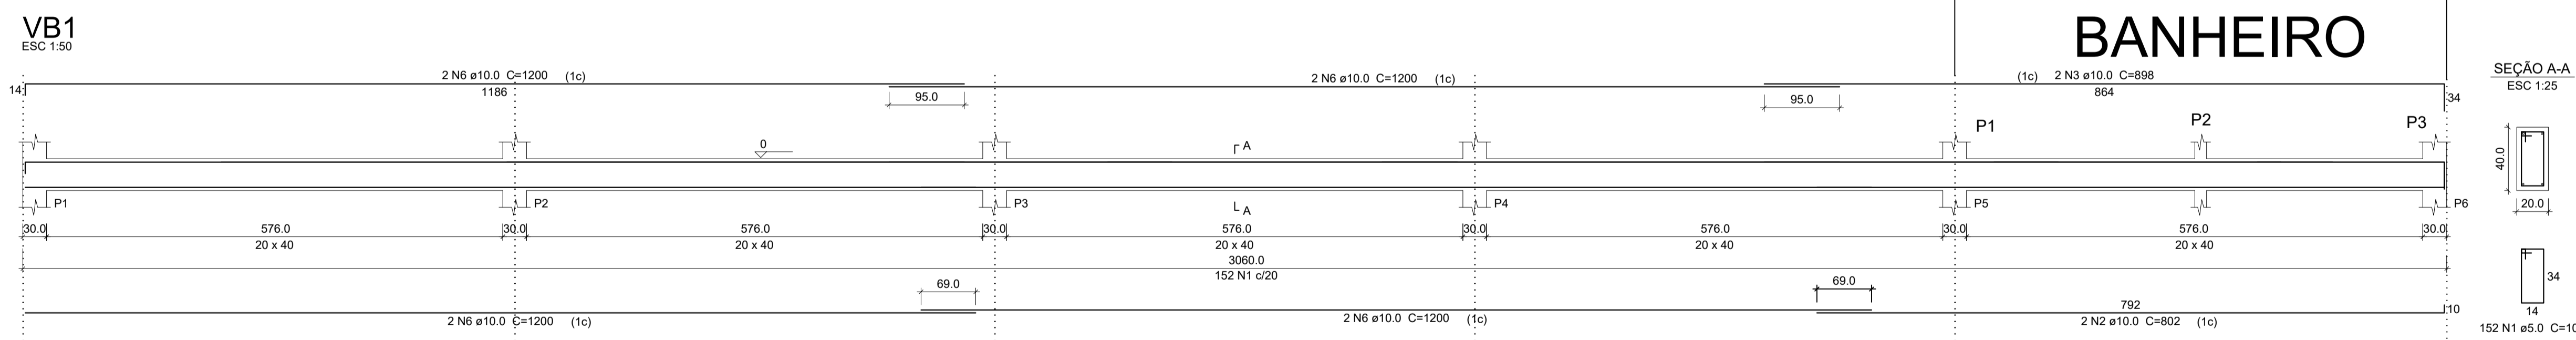 VB1
ESC 1:50
BANHEIRO
2 N6 ø10.0 C=1200 (1c)
2 N6 ø10.0 C=1200 (1c)
(1c) 2 N3 ø10.0 C=898
14
1186
95.0
95.0
864
34
SEÇÃO A-A
ESC 1:25
P1
P2
P3
0
A
40.0
20.0
P1
P2
P3
A
P4
P5
P6
30.0
576.0
30.0
576.0
30.0
576.0
30.0
576.0
30.0
576.0
30.0
20 x 40
20 x 40
20 x 40
20 x 40
20 x 40
3060.0
152 N1 c/20
69.0
69.0
792
10
2 N6 ø10.0 C=1200 (1c)
2 N6 ø10.0 C=1200 (1c)
2 N2 ø10.0 C=802 (1c)
34
14
152 N1 ø5.0 C=10